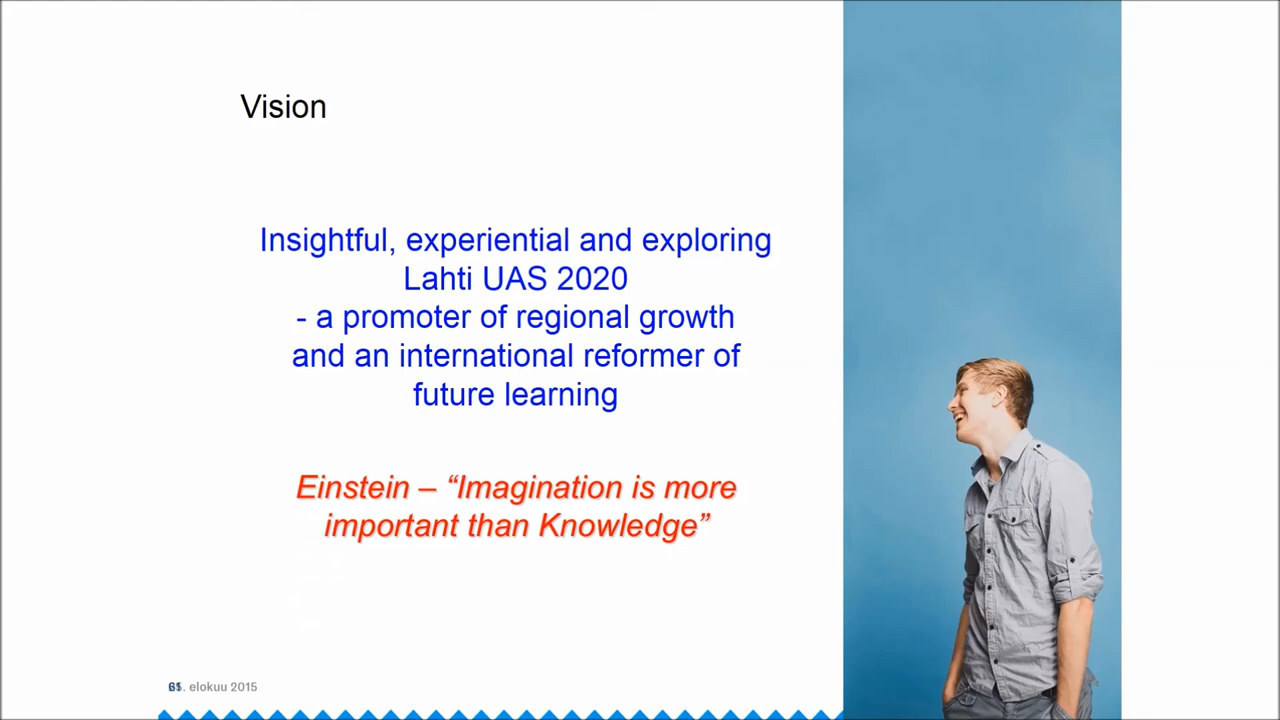 Vision
Insightful, experiential and exploring
Lahti UAS 2020
- a promoter of regional growth
and an international reformer of
future learning
Einstein – “Imagination is more
important than Knowledge”
elokuu 2015